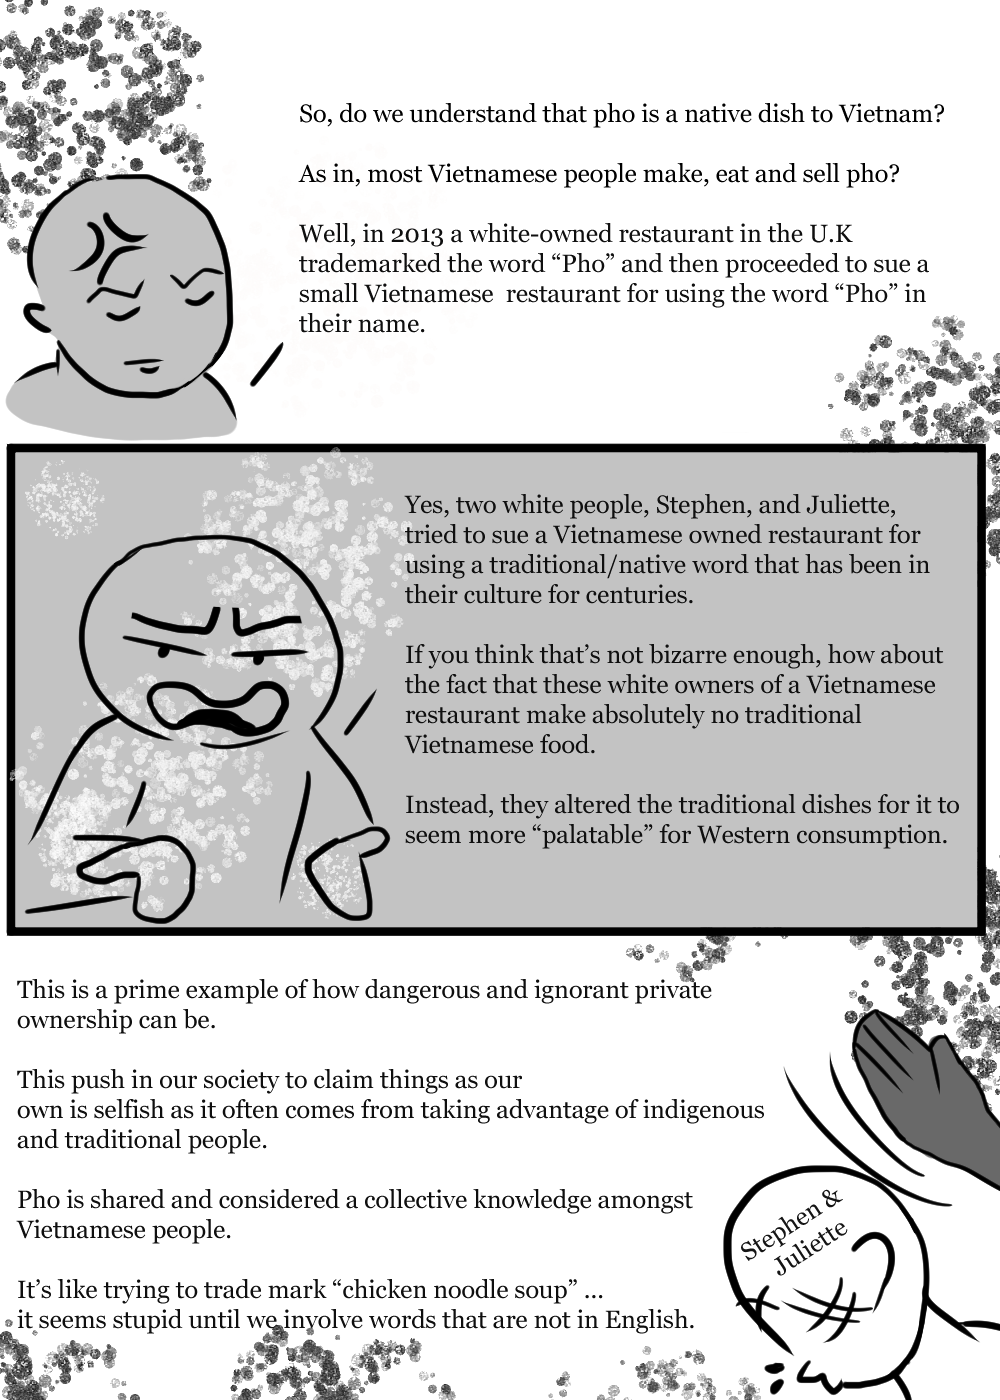 So, do we understand that pho is a native dish to Vietnam?
As in, most Vietnamese people make, eat and sell pho?
Well, in 2013 a white-owned restaurant in the U.K
trademarked the word “Pho” and then proceeded to sue a
small Vietnamese  restaurant for using the word “Pho” in
their name.
Yes, two white people, Stephen, and Juliette,
tried to sue a Vietnamese owned restaurant for
using a traditional/native word that has been in
their culture for centuries.
If you think that’s not bizarre enough, how about
the fact that these white owners of a Vietnamese
restaurant make absolutely no traditional
Vietnamese food.
Instead, they altered the traditional dishes for it to
seem more “palatable” for Western consumption.
This is a prime example of how dangerous and ignorant private
ownership can be.
This push in our society to claim things as our
own is selfish as it often comes from taking advantage of indigenous
and traditional people.
Pho is shared and considered a collective knowledge amongst
Vietnamese people.
It’s like trying to trade mark “chicken noodle soup” ...
it seems stupid until we involve words that are not in English.
Stephen &
Juliette